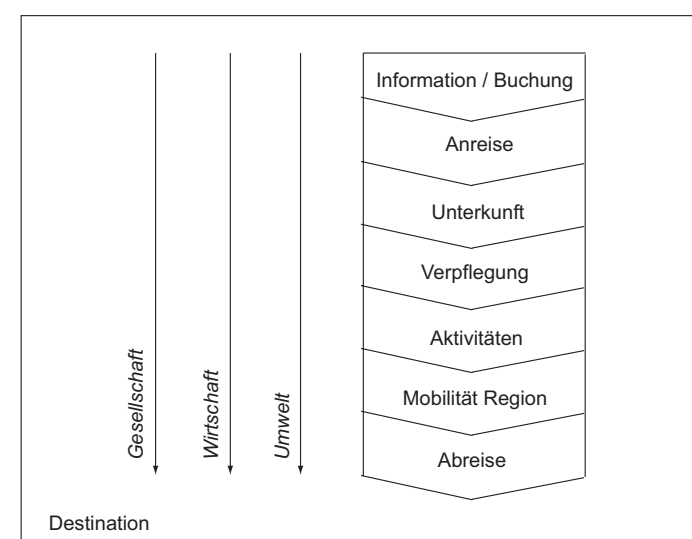 Information / Buchung
Anreise
Unterkunft
Verpflegung
Aktivitäten
Mobilität Region
Abreise
Gesellschaft
Wirtschaft
Umwelt
Destination